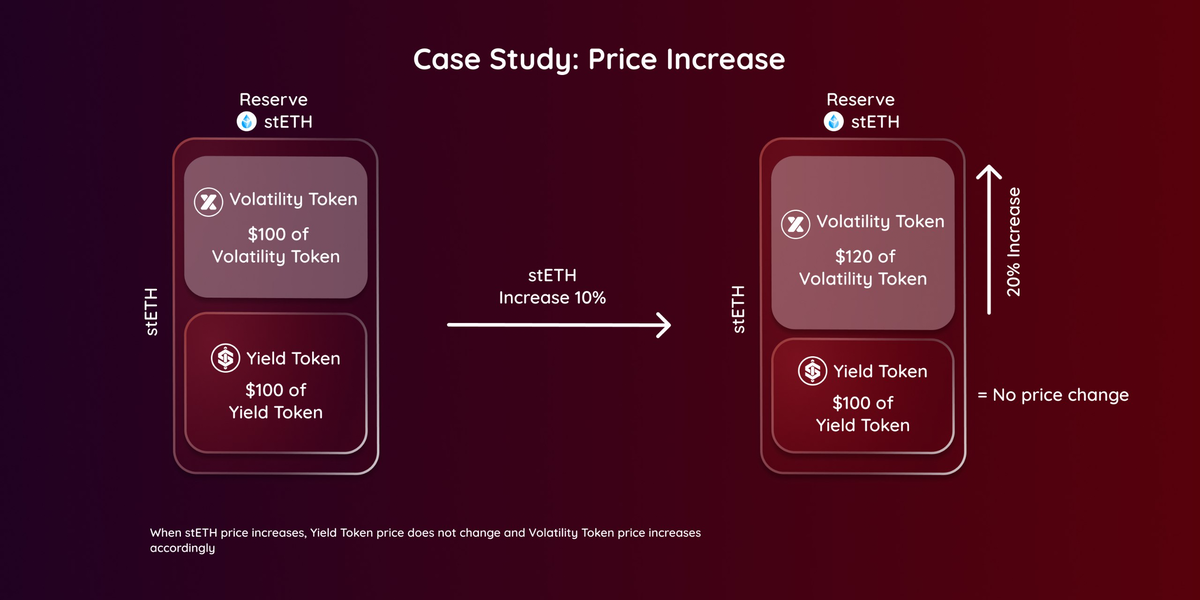 Case Study: Price Increase
Reserve
stETH
Volatility Token
$100 of
Volatility Token
stETH
Yield Token
$100 of
Yield Token
stETH
Increase 10%
Reserve
stETH
Volatility Token
$120 of
Volatility Token
20% Increase
stETH
Yield Token
$100 of
Yield Token
= No price change
When stETH price increases, Yield Token price does not change and Volatility Token price increases
accordingly